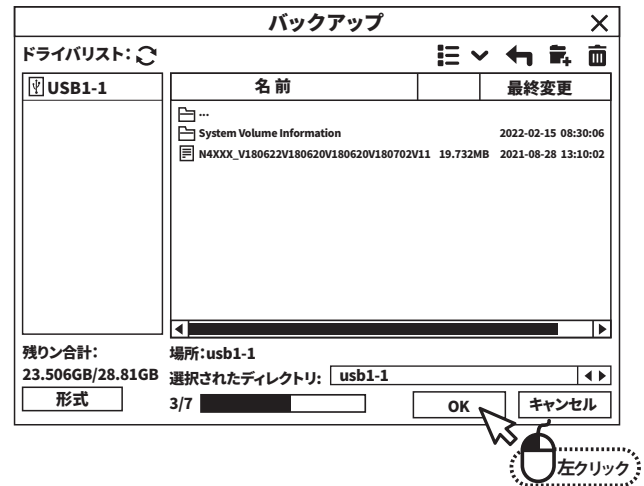 バックアップ
ドライバリスト：
USB1-1
名前
最終変更
...
System Volume Information 2022-02-15 08:30:06
N4XXX_V180622V180620V180620V180702V11 19.732MB 2021-08-28 13:10:02
残りン合計：
23.506GB/28.81GB
形式
場所：usb1-1
選択されたディレクトリ： usb1-1
3/7
OK
キャンセル
左クリック